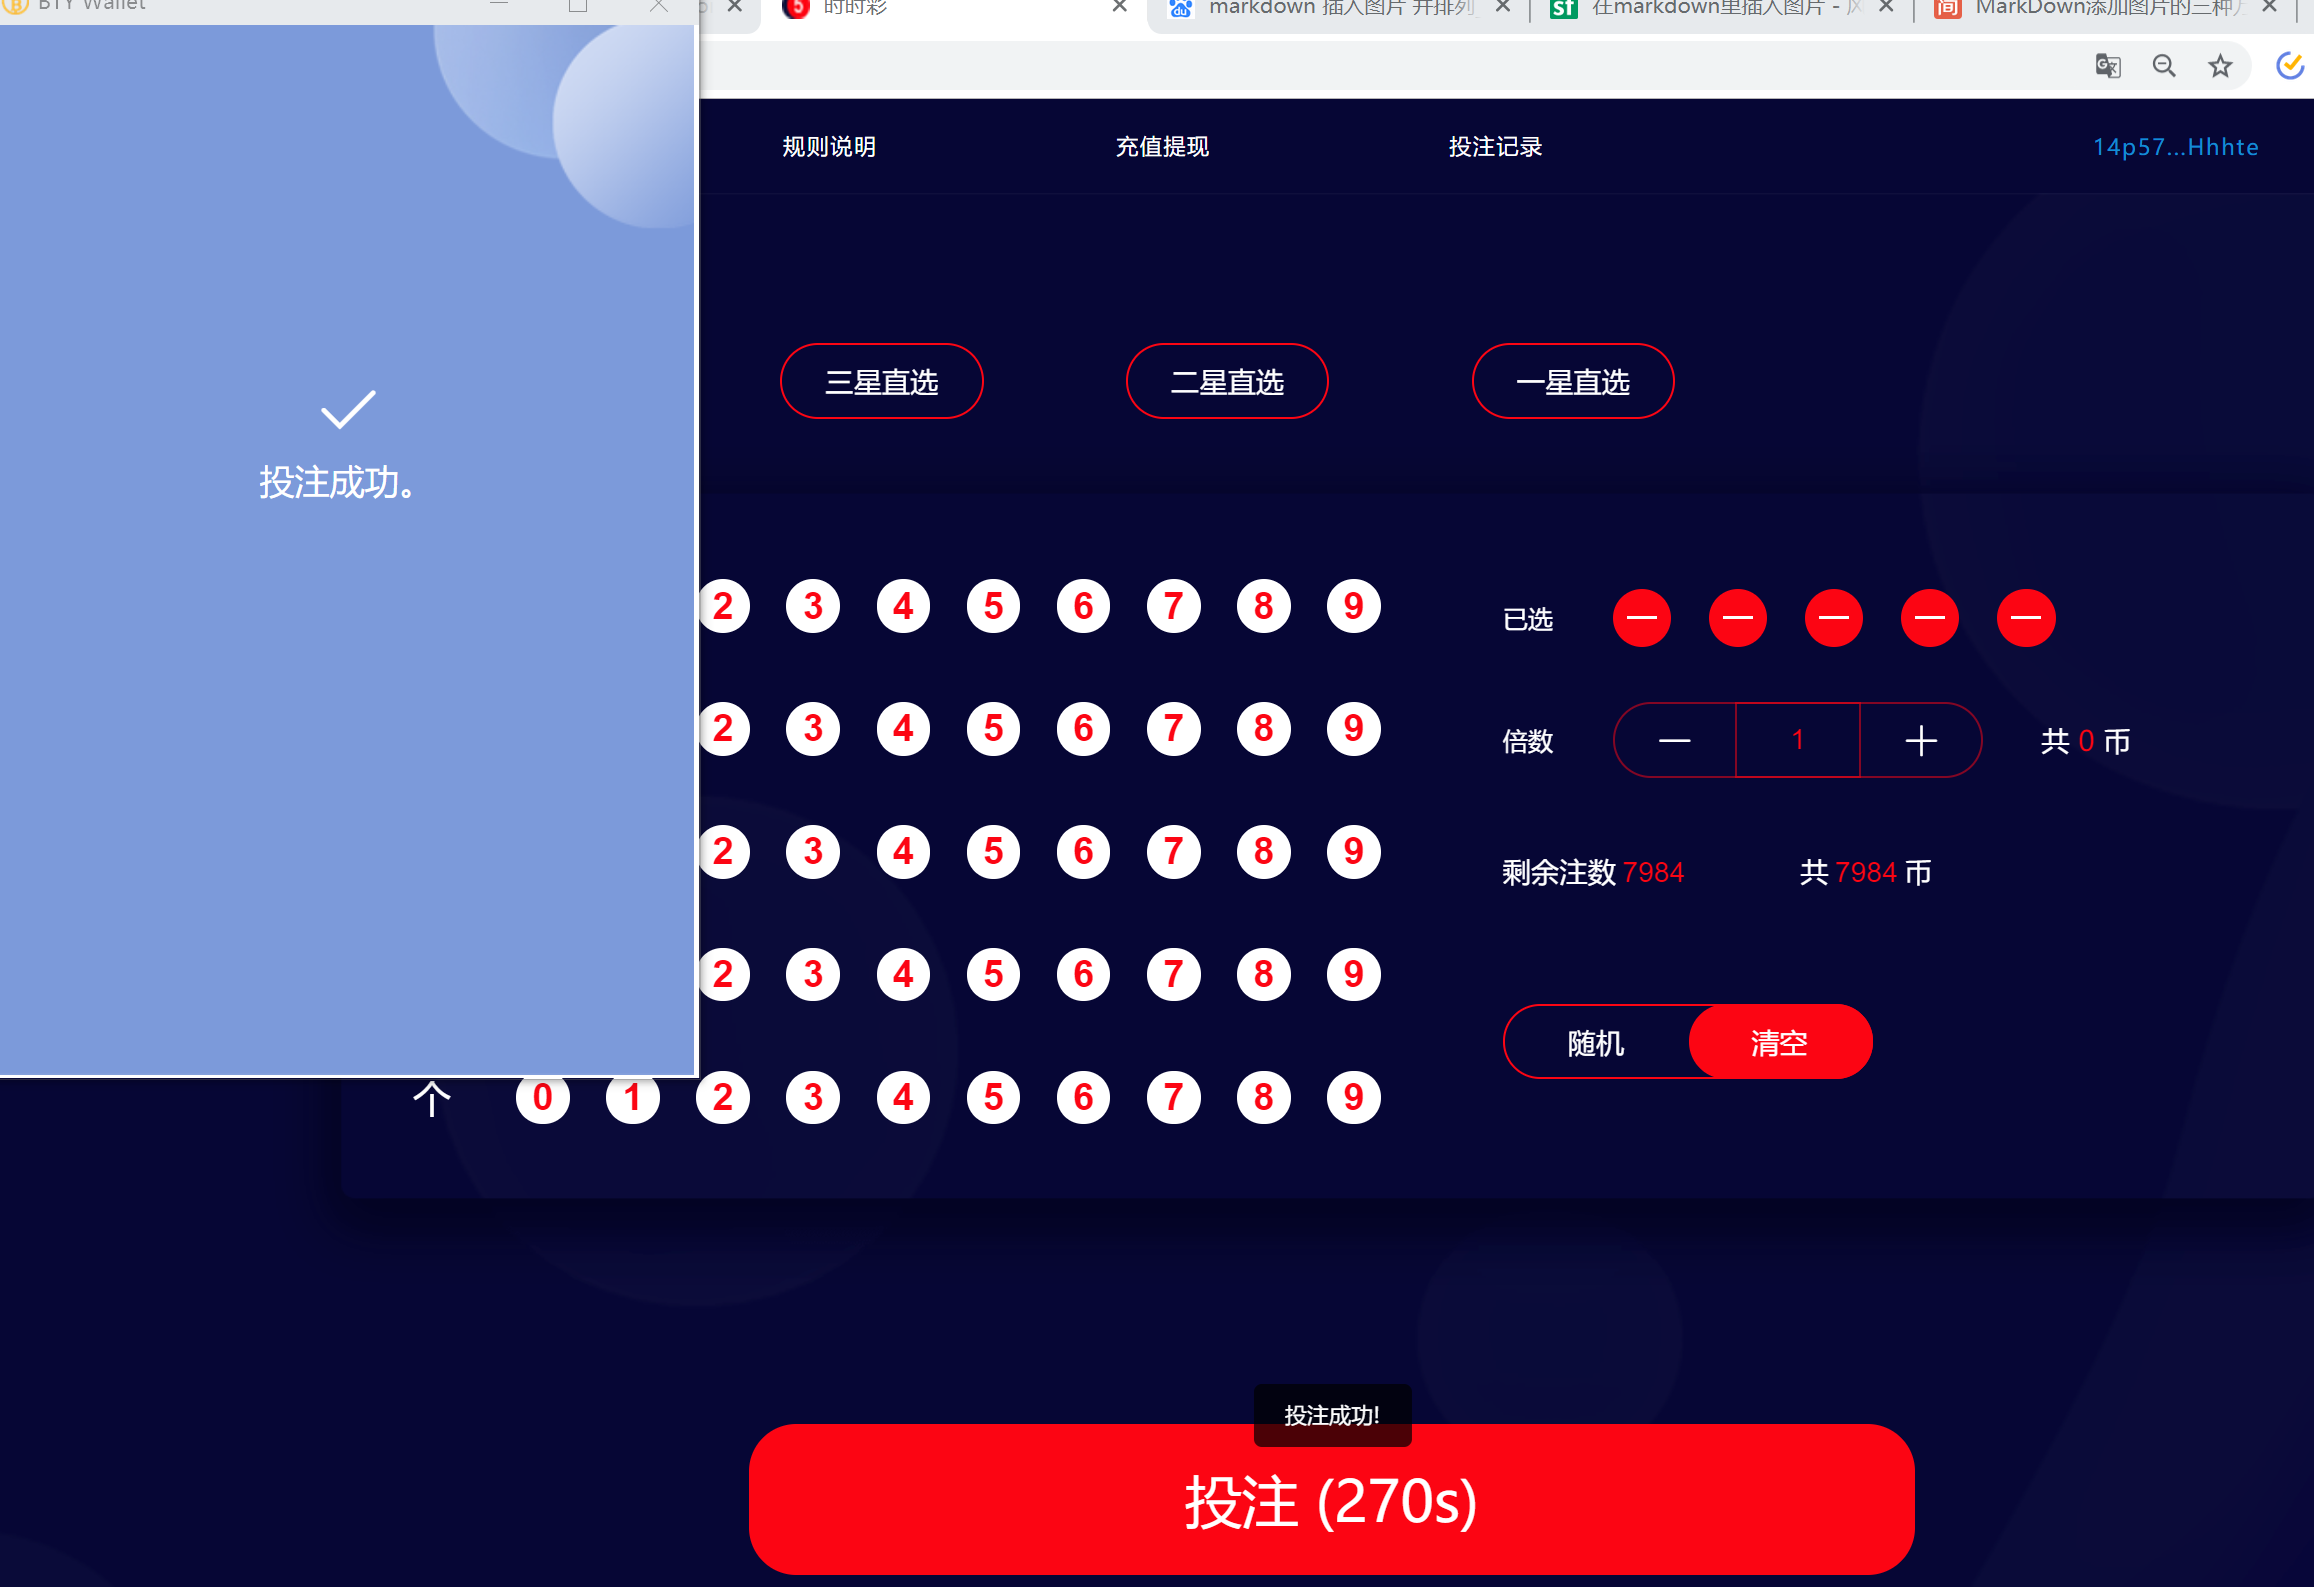 BTY Wallet
时时彩
markdown 插入图片 并排列
在markdown里插入图片 -
MarkDown添加图片的三种
规则说明
充值提现
投注记录
14p57...Hhhte
三星直选
二星直选
一星直选
投注成功。
2 3 4 5 6 7 8 9
已选
2 3 4 5 6 7 8 9
倍数
1
共 0 币
2 3 4 5 6 7 8 9
剩余注数 7984
共 7984 币
2 3 4 5 6 7 8 9
随机
清空
个 0 1 2 3 4 5 6 7 8 9
投注成功!
投注 (270s)